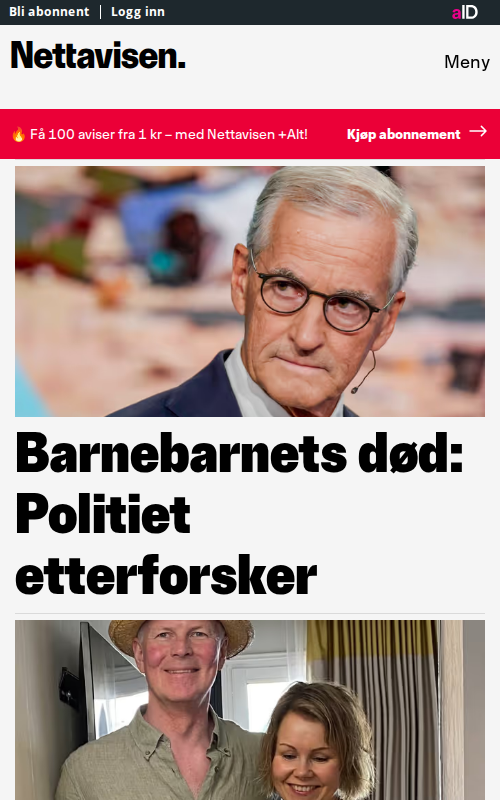 Bli abonnent | Logg inn
aID
Nettavisen.
Meny
🔥 Få 100 aviser fra 1 kr – med Nettavisen +Alt!
Kjøp abonnement →
Barnebarnets død:
Politiet
etterforsker